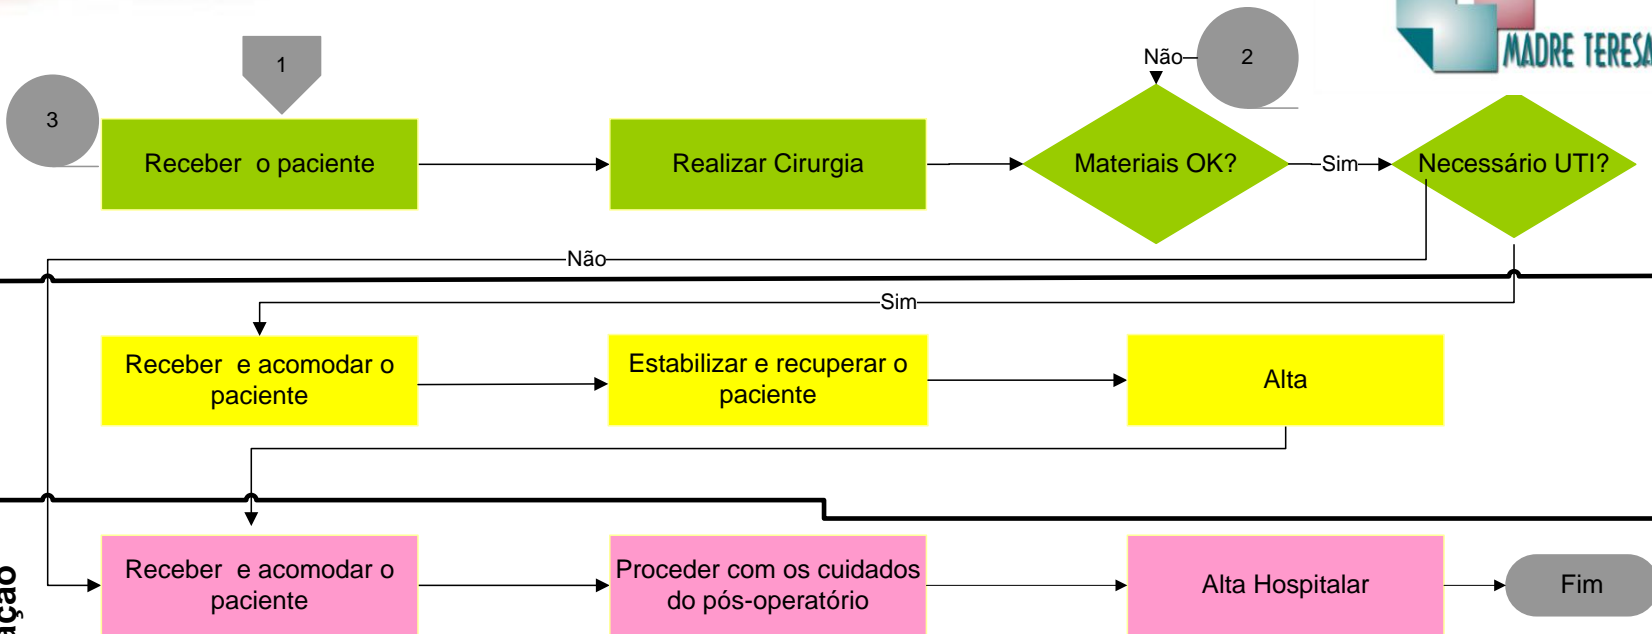 1
Não
2
MADRE TERESA
3
Receber o paciente
Realizar Cirurgia
Materiais OK?
Sim
Necessário UTI?
Não
Sim
Receber e acomodar o
paciente
Estabilizar e recuperar o
paciente
Alta
Receber e acomodar o
paciente
Proceder com os cuidados
do pós-operatório
Alta Hospitalar
Fim